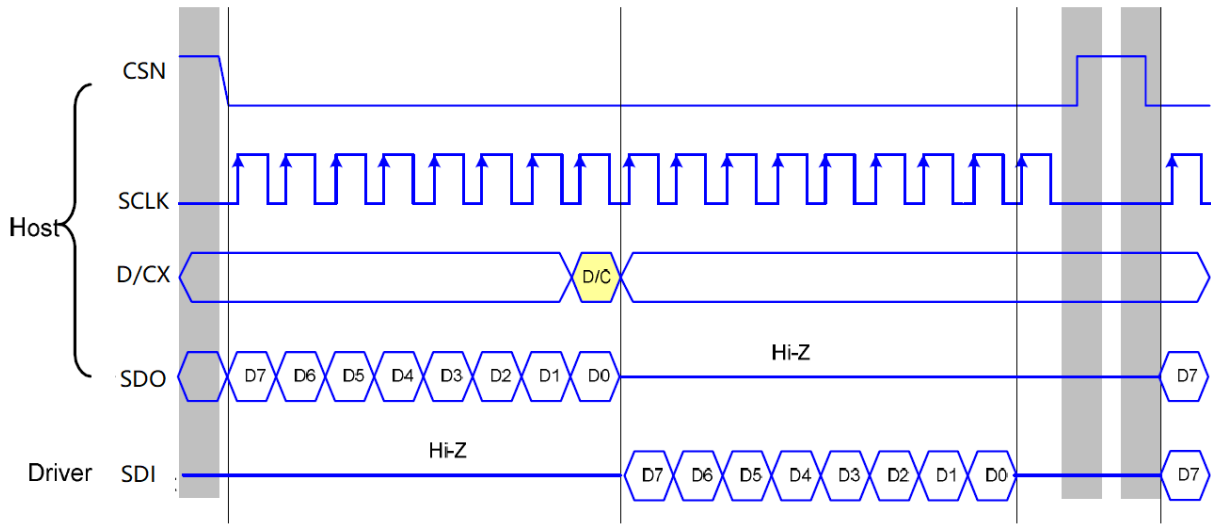 CSN
SCLK
Host
D/CX D/C
Hi-Z
SDO D7 D6 D5 D4 D3 D2 D1 D0 D7
Hi-Z
Driver SDI D7 D6 D5 D4 D3 D2 D1 D0 D7